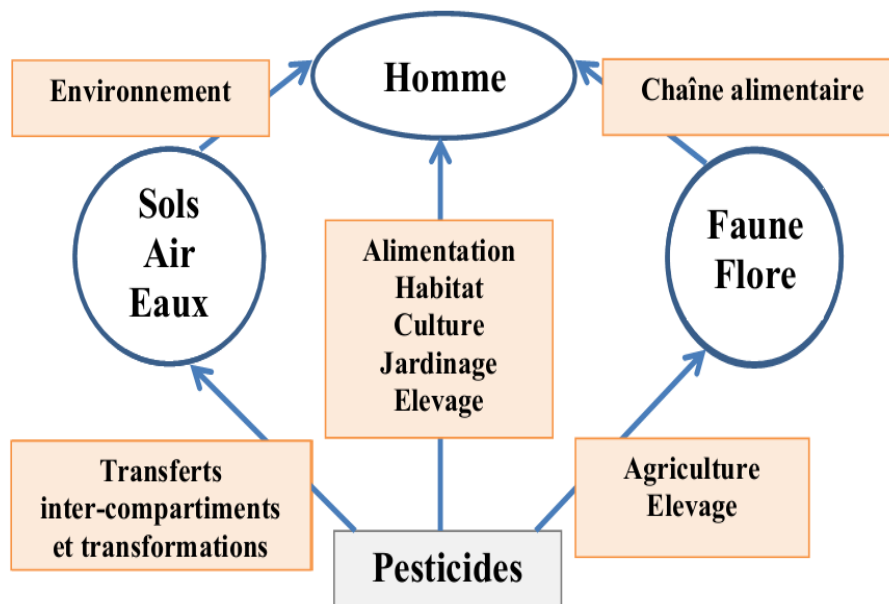 Homme
Environnement
Chaîne alimentaire
Sols
Air
Eaux
Alimentation
Habitat
Culture
Jardinage
Elevage
Faune
Flore
Transferts
inter-compartiments
et transformations
Agriculture
Elevage
Pesticides